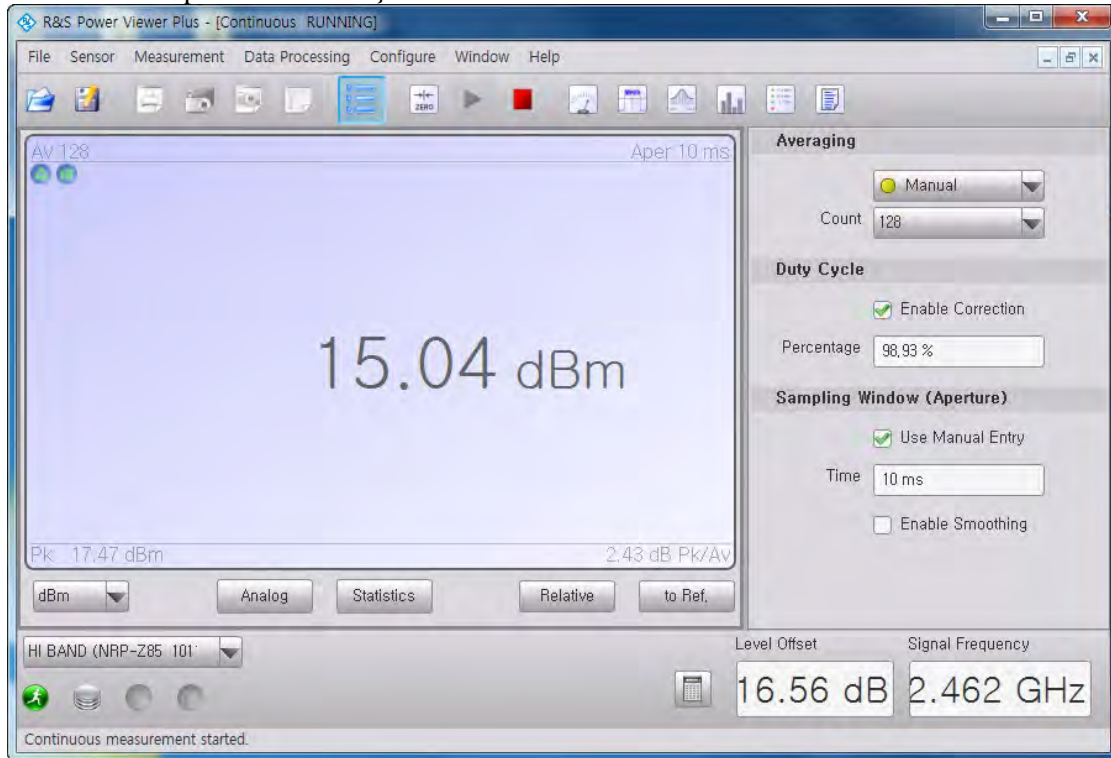 R&S Power Viewer Plus - [Continuous RUNNING]
File Sensor Measurement Data Processing Configure Window Help
ZERO
Av 128 Aper 10 ms
15.04 dBm
Pk 17.47 dBm 2.43 dB Pk/Av
dBm Analog Statistics Relative to Ref.
Averaging
Manual
Count 128
Duty Cycle
Enable Correction
Percentage 98,93 %
Sampling Window (Aperture)
Use Manual Entry
Time 10 ms
Enable Smoothing
HI BAND (NRP-Z85 101
Level Offset Signal Frequency
16.56 dB 2.462 GHz
Continuous measurement started.